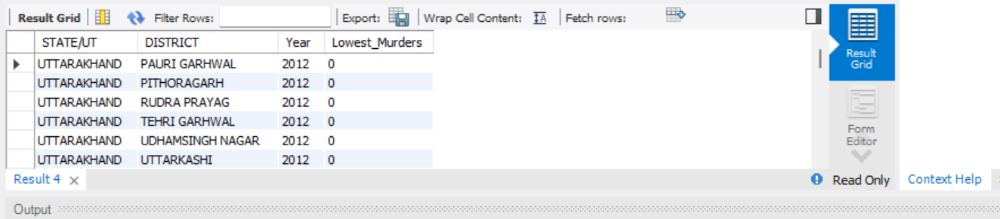 Result Grid Filter Rows: Export: Wrap Cell Content: IA Fetch rows:
STATE/UT DISTRICT Year Lowest_Murders
UTTARAKHAND PAURI GARHWAL 2012 0
UTTARAKHAND PITHORAGARH 2012 0
UTTARAKHAND RUDRA PRAYAG 2012 0
UTTARAKHAND TEHRI GARHWAL 2012 0
UTTARAKHAND UDHAMSINGH NAGAR 2012 0
UTTARAKHAND UTTARKASHI 2012 0
Result
Grid
Form
Editor
Result 4 Read Only Context Help
Output